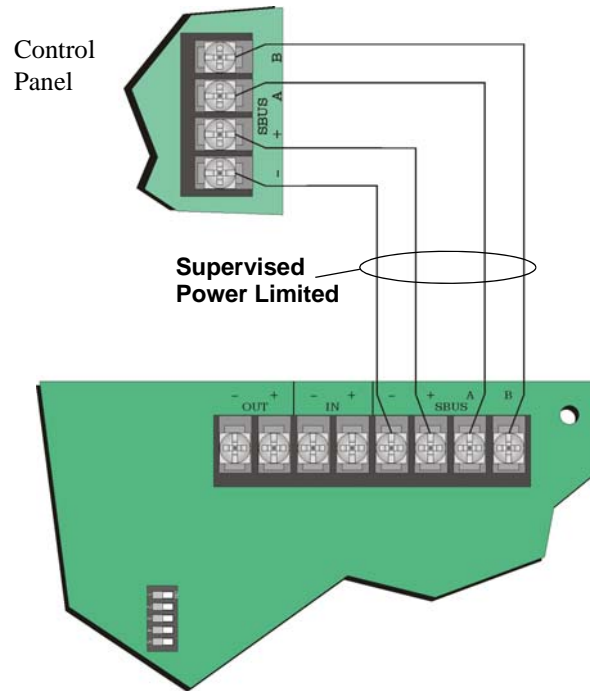 Control
Panel
B
A
+
–
SBUS
Supervised
Power Limited
– + – + – + A B
OUT IN SBUS